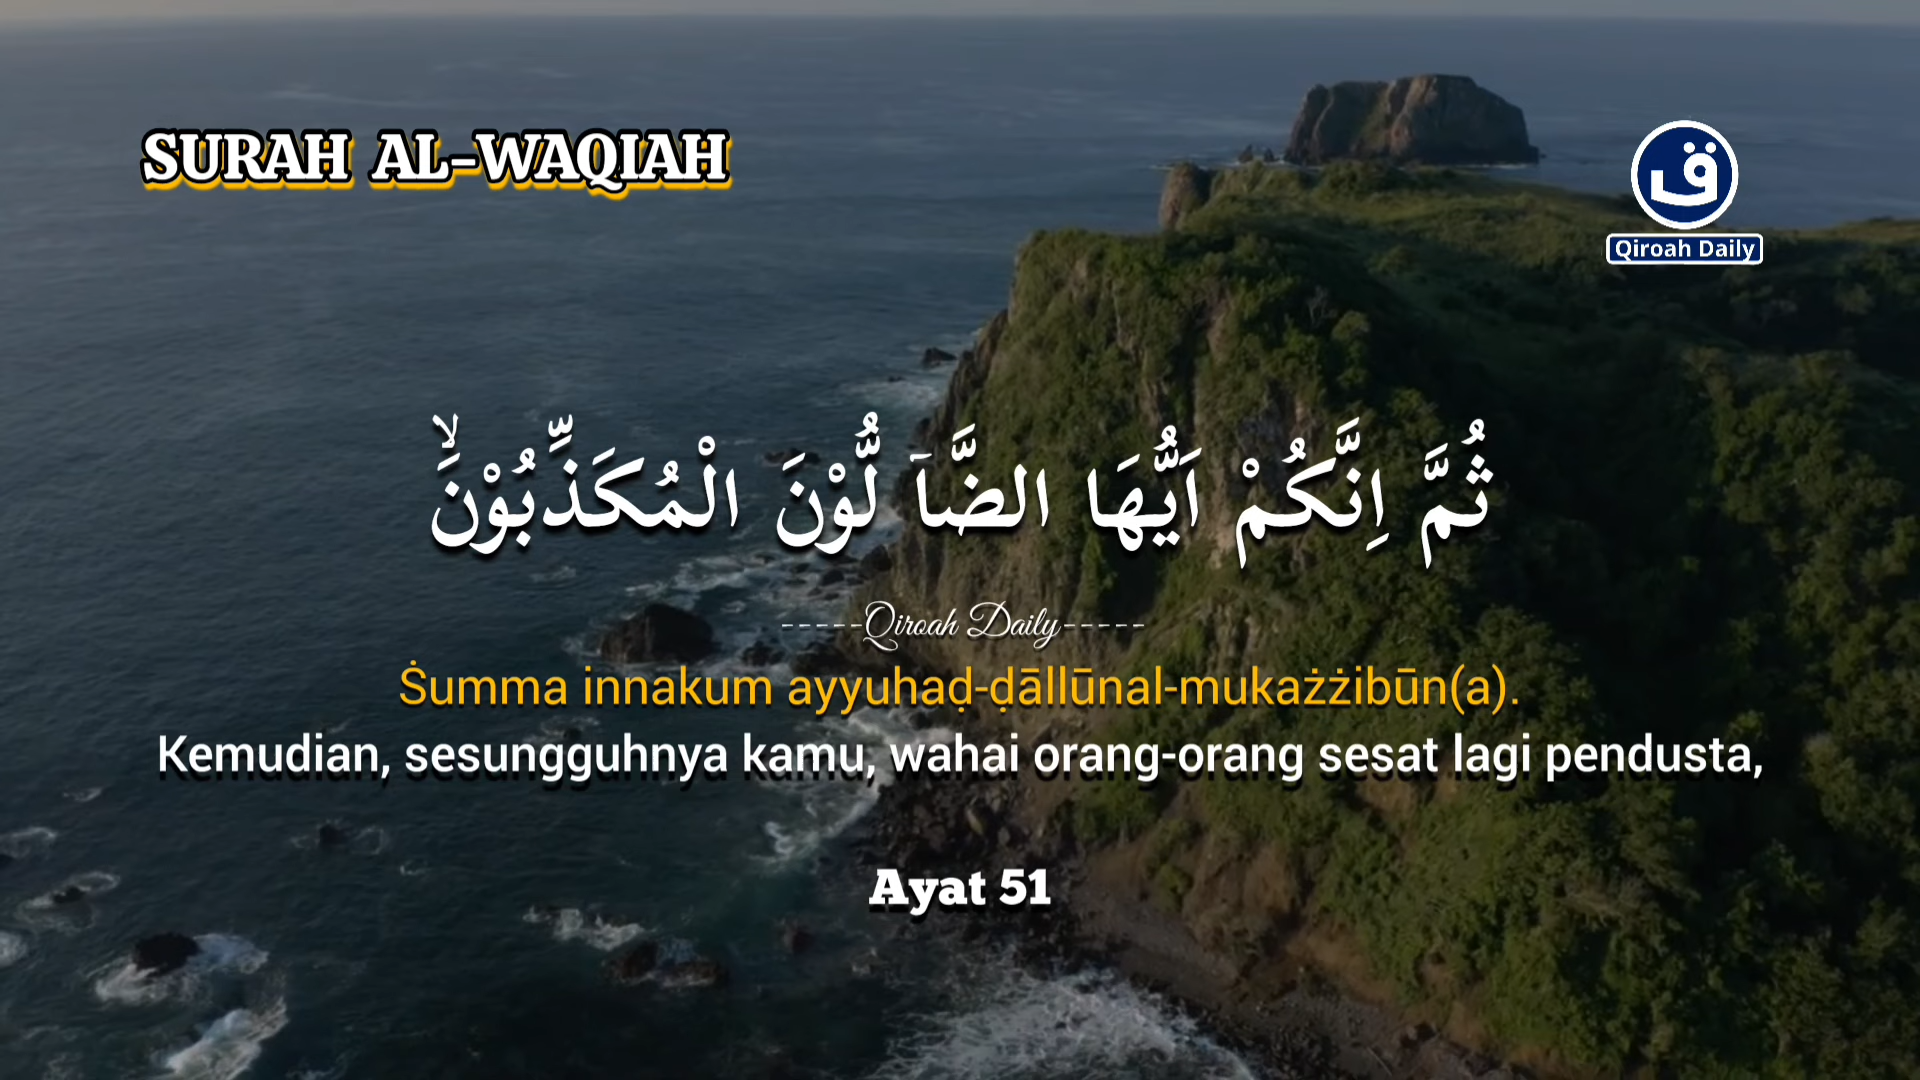 SURAH AL-WAQIAH
ق
Qiroah Daily
ثُمَّ اِنَّكُمْ اَيُّهَا الضَّاۤ لُّوْنَ الْمُكَذِّبُوْنَۙ
-----Qiroah Daily-----
Ṡumma innakum ayyuhaḍ-ḍāllūnal-mukażżibūn(a).
Kemudian, sesungguhnya kamu, wahai orang-orang sesat lagi pendusta,
Ayat 51